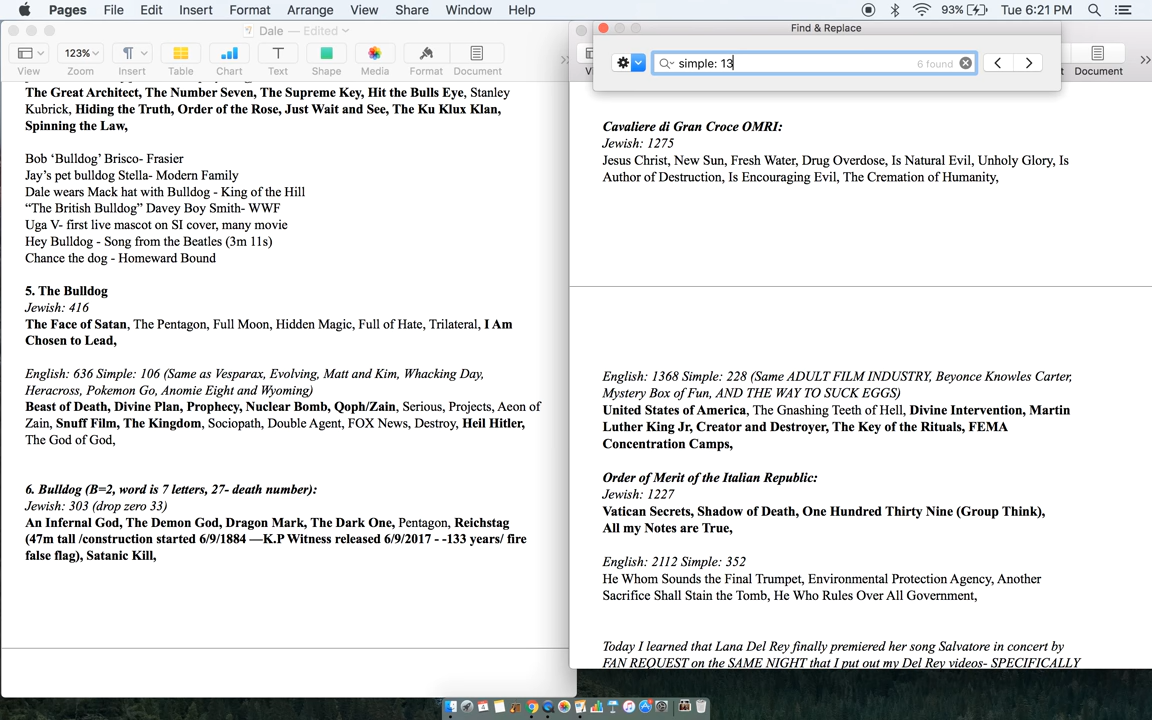 Pages File Edit Insert Format Arrange View Share Window Help 93% Tue 6:21 PM
Dale — Edited
Find & Replace
simple: 13 6 found
123%
View Zoom Insert Table Chart Text Shape Media Format Document
Document
The Great Architect, The Number Seven, The Supreme Key, Hit the Bulls Eye, Stanley
Kubrick, Hiding the Truth, Order of the Rose, Just Wait and See, The Ku Klux Klan,
Spinning the Law,
Bob ‘Bulldog’ Brisco- Frasier
Jay’s pet bulldog Stella- Modern Family
Dale wears Mack hat with Bulldog - King of the Hill
“The British Bulldog” Davey Boy Smith- WWF
Uga V- first live mascot on SI cover, many movie
Hey Bulldog - Song from the Beatles (3m 11s)
Chance the dog - Homeward Bound
5. The Bulldog
Jewish: 416
The Face of Satan, The Pentagon, Full Moon, Hidden Magic, Full of Hate, Trilateral, I Am
Chosen to Lead,
English: 636 Simple: 106 (Same as Vesparax, Evolving, Matt and Kim, Whacking Day,
Heracross, Pokemon Go, Anomie Eight and Wyoming)
Beast of Death, Divine Plan, Prophecy, Nuclear Bomb, Qoph/Zain, Serious, Projects, Aeon of
Zain, Snuff Film, The Kingdom, Sociopath, Double Agent, FOX News, Destroy, Heil Hitler,
The God of God,
6. Bulldog (B=2, word is 7 letters, 27- death number):
Jewish: 303 (drop zero 33)
An Infernal God, The Demon God, Dragon Mark, The Dark One, Pentagon, Reichstag
(47m tall /construction started 6/9/1884 —K.P Witness released 6/9/2017 - -133 years/ fire
false flag), Satanic Kill,
Cavaliere di Gran Croce OMRI:
Jewish: 1275
Jesus Christ, New Sun, Fresh Water, Drug Overdose, Is Natural Evil, Unholy Glory, Is
Author of Destruction, Is Encouraging Evil, The Cremation of Humanity,
English: 1368 Simple: 228 (Same ADULT FILM INDUSTRY, Beyonce Knowles Carter,
Mystery Box of Fun, AND THE WAY TO SUCK EGGS)
United States of America, The Gnashing Teeth of Hell, Divine Intervention, Martin
Luther King Jr, Creator and Destroyer, The Key of the Rituals, FEMA
Concentration Camps,
Order of Merit of the Italian Republic:
Jewish: 1227
Vatican Secrets, Shadow of Death, One Hundred Thirty Nine (Group Think),
All my Notes are True,
English: 2112 Simple: 352
He Whom Sounds the Final Trumpet, Environmental Protection Agency, Another
Sacrifice Shall Stain the Tomb, He Who Rules Over All Government,
Today I learned that Lana Del Rey finally premiered her song Salvatore in concert by
FAN REQUEST on the SAME NIGHT that I put out my Del Rey videos- SPECIFICALLY